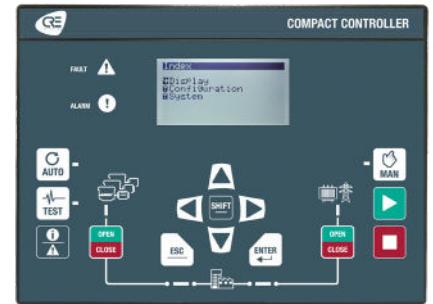 CRE
COMPACT CONTROLLER
FAULT
ALARM
Index
Display
Configuration
System
AUTO
MAN
TEST
SHIFT
OPEN
CLOSE
ESC
ENTER
OPEN
CLOSE